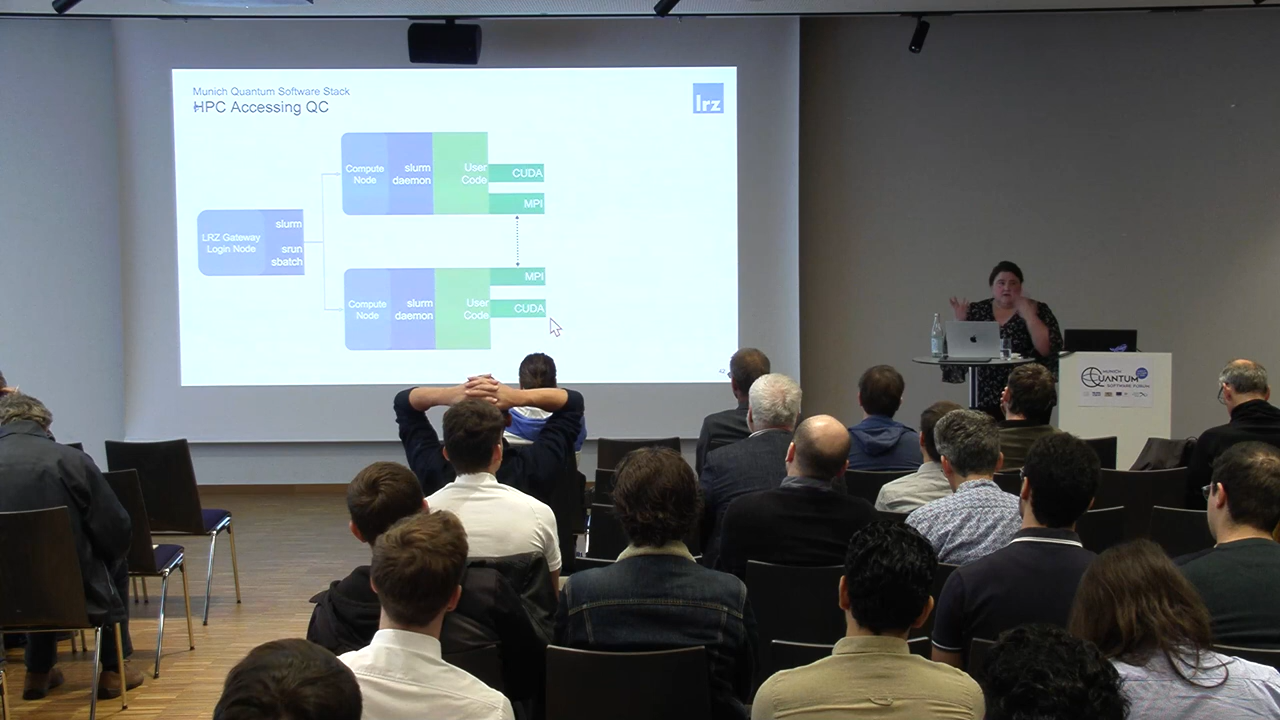 Munich Quantum Software Stack
HPC Accessing QC
lrz
Compute
Node
slurm
daemon
User
Code
CUDA
MPI
LRZ Gateway
Login Node
slurm
srun
sbatch
MPI
Compute
Node
slurm
daemon
User
Code
CUDA
42
MUNICH
QUANTUM
SOFTWARE FORUM